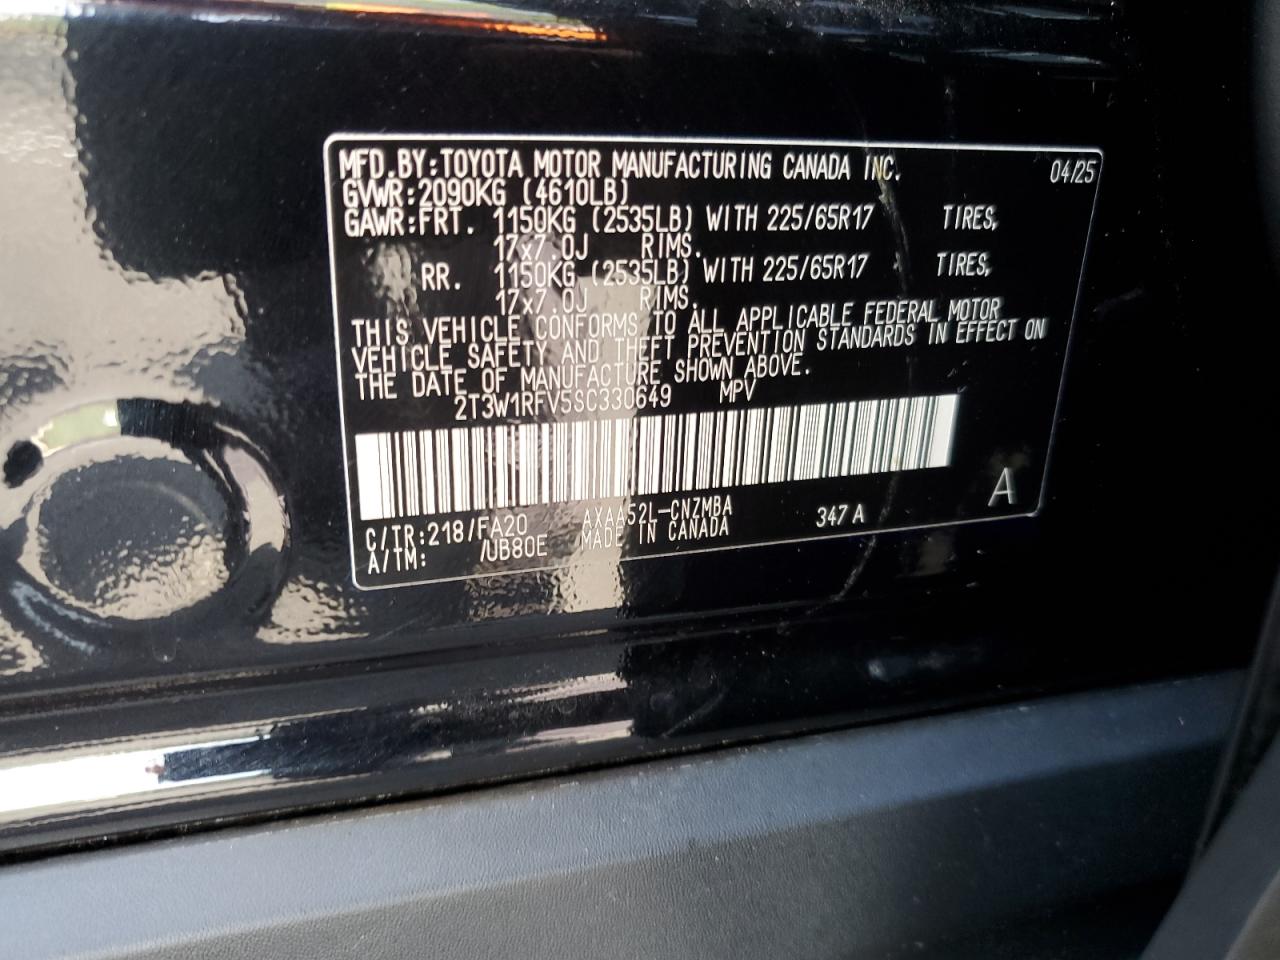 MFD.BY:TOYOTA MOTOR MANUFACTURING CANADA INC. 04/25
GVWR:2090KG (4610LB)
GAWR:FRT. 1150KG (2535LB) WITH 225/65R17 TIRES,
17x7.0J RIMS.
RR. 1150KG (2535LB) WITH 225/65R17 TIRES,
17x7.0J RIMS.
THIS VEHICLE CONFORMS TO ALL APPLICABLE FEDERAL MOTOR
VEHICLE SAFETY AND THEFT PREVENTION STANDARDS IN EFFECT ON
THE DATE OF MANUFACTURE SHOWN ABOVE.
2T3W1RFV5SC330649 MPV
C/TR:218/FA20 AXAA52L-CNZMBA 347A A
A/TM: /UB80E MADE IN CANADA